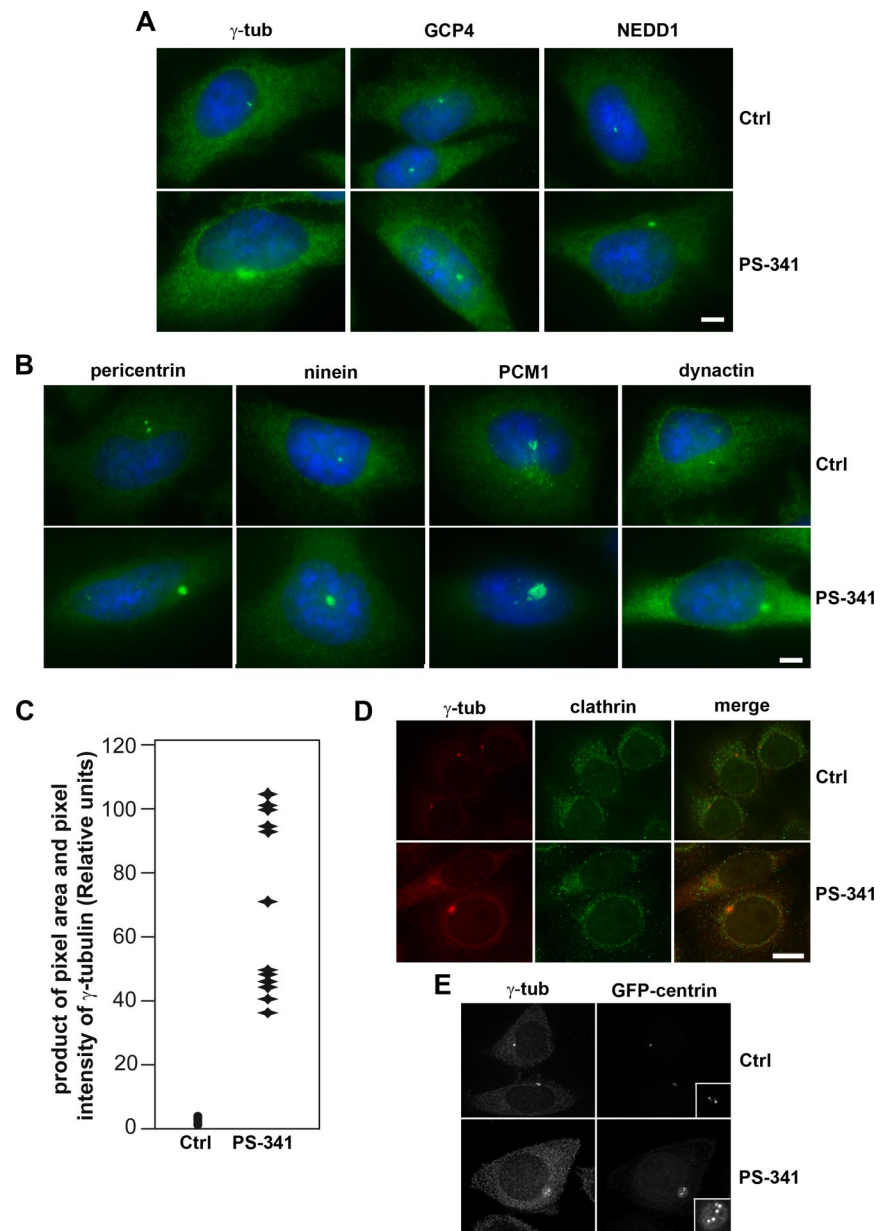 A
γ-tub GCP4 NEDD1
Ctrl
PS-341
B
pericentrin ninein PCM1 dynactin
Ctrl
PS-341
C
product of pixel area and pixel
intensity of γ-tubulin (Relative units)
120
100
80
60
40
20
0
Ctrl PS-341
D
γ-tub clathrin merge
Ctrl
PS-341
E
γ-tub GFP-centrin
Ctrl
PS-341